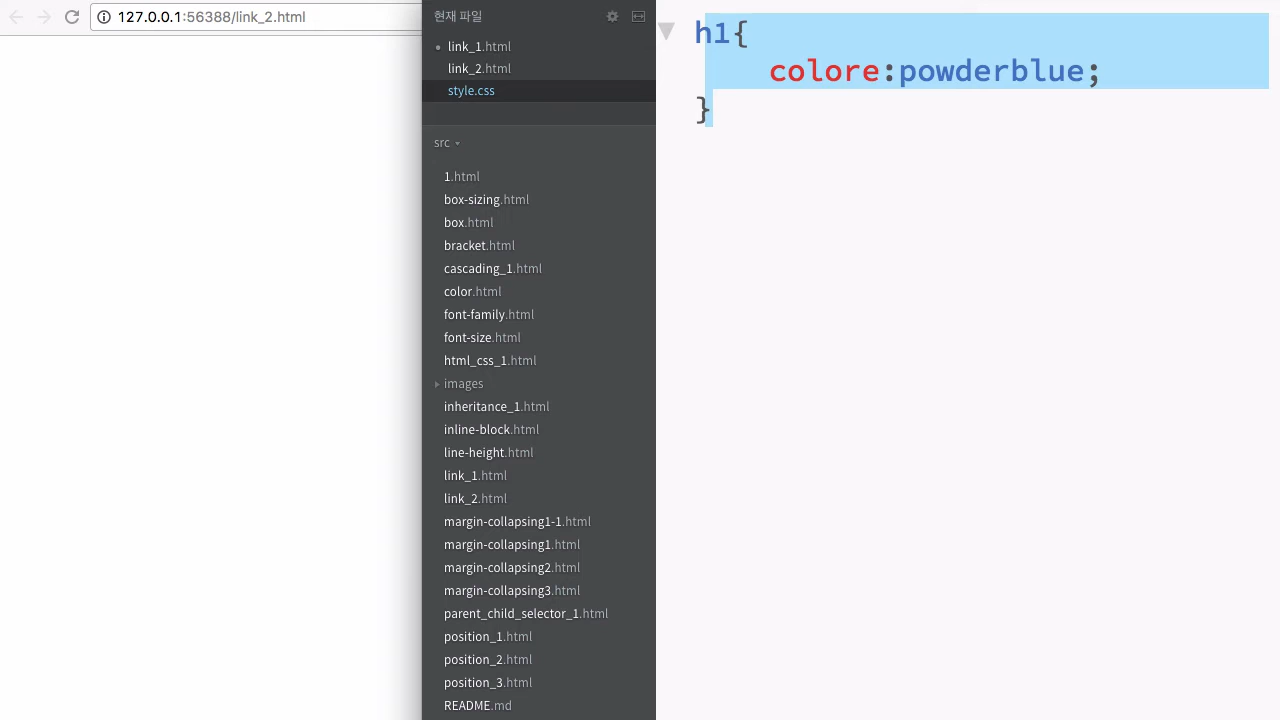 127.0.0.1:56388/link_2.html
현재 파일
link_1.html
link_2.html
style.css
src
1.html
box-sizing.html
box.html
bracket.html
cascading_1.html
color.html
font-family.html
font-size.html
html_css_1.html
images
inheritance_1.html
inline-block.html
line-height.html
link_1.html
link_2.html
margin-collapsing1-1.html
margin-collapsing1.html
margin-collapsing2.html
margin-collapsing3.html
parent_child_selector_1.html
position_1.html
position_2.html
position_3.html
README.md
h1{
colore:powderblue;
}